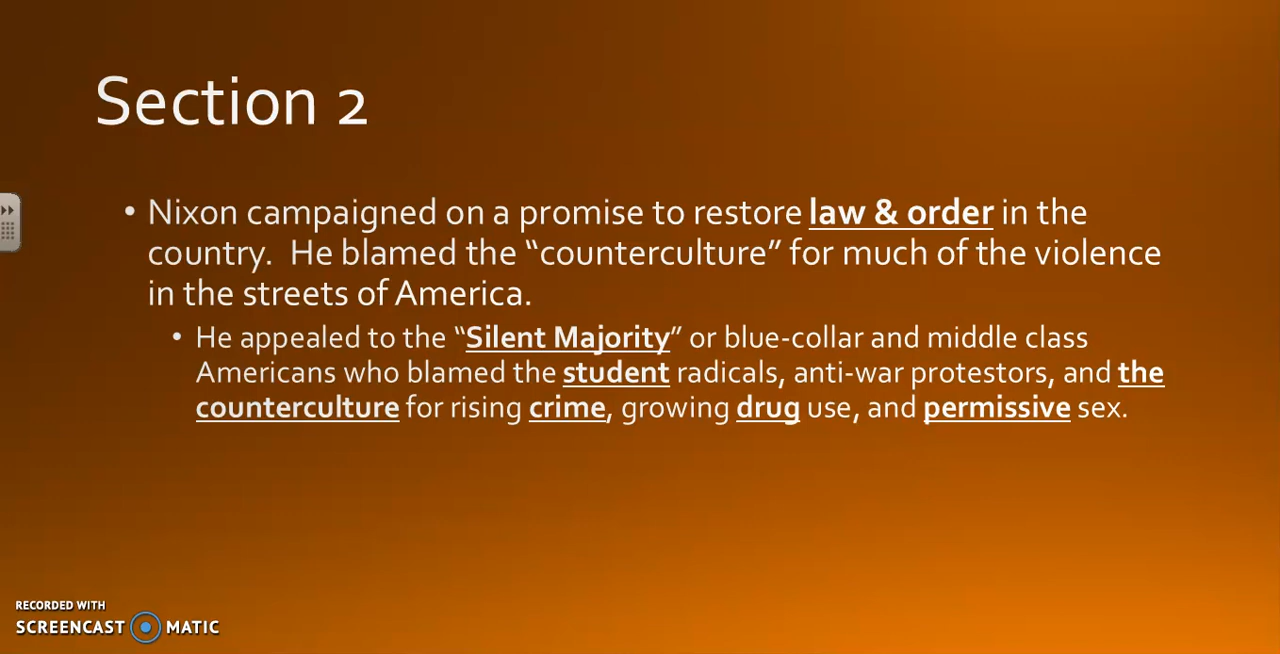 Section 2
• Nixon campaigned on a promise to restore law & order in the
country.  He blamed the “counterculture” for much of the violence
in the streets of America.
• He appealed to the “Silent Majority” or blue-collar and middle class
Americans who blamed the student radicals, anti-war protestors, and the
counterculture for rising crime, growing drug use, and permissive sex.
RECORDED WITH
SCREENCAST MATIC